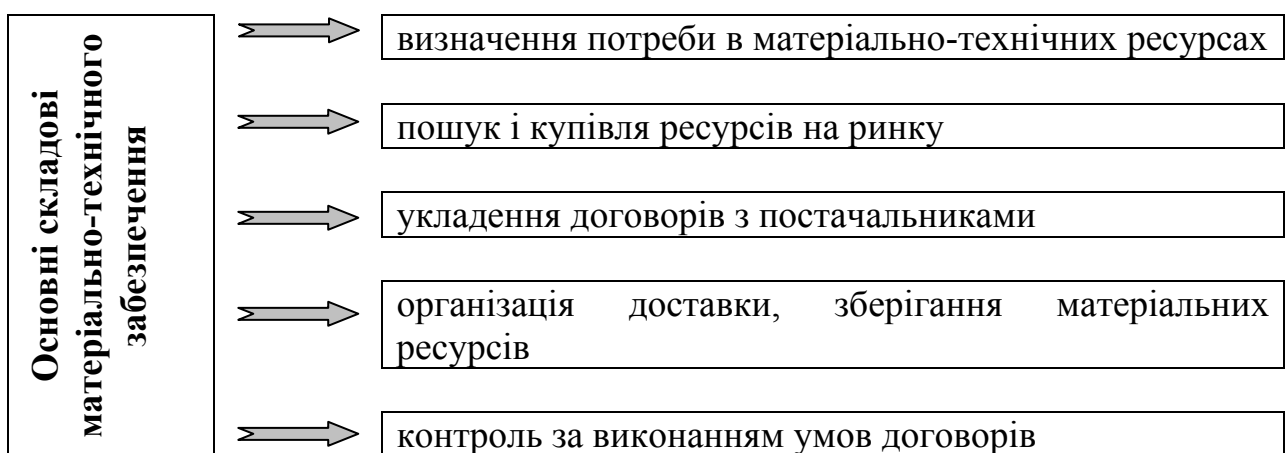 Основні складові
матеріально-технічного
забезпечення
визначення потреби в матеріально-технічних ресурсах
пошук і купівля ресурсів на ринку
укладення договорів з постачальниками
організація доставки, зберігання матеріальних
ресурсів
контроль за виконанням умов договорів